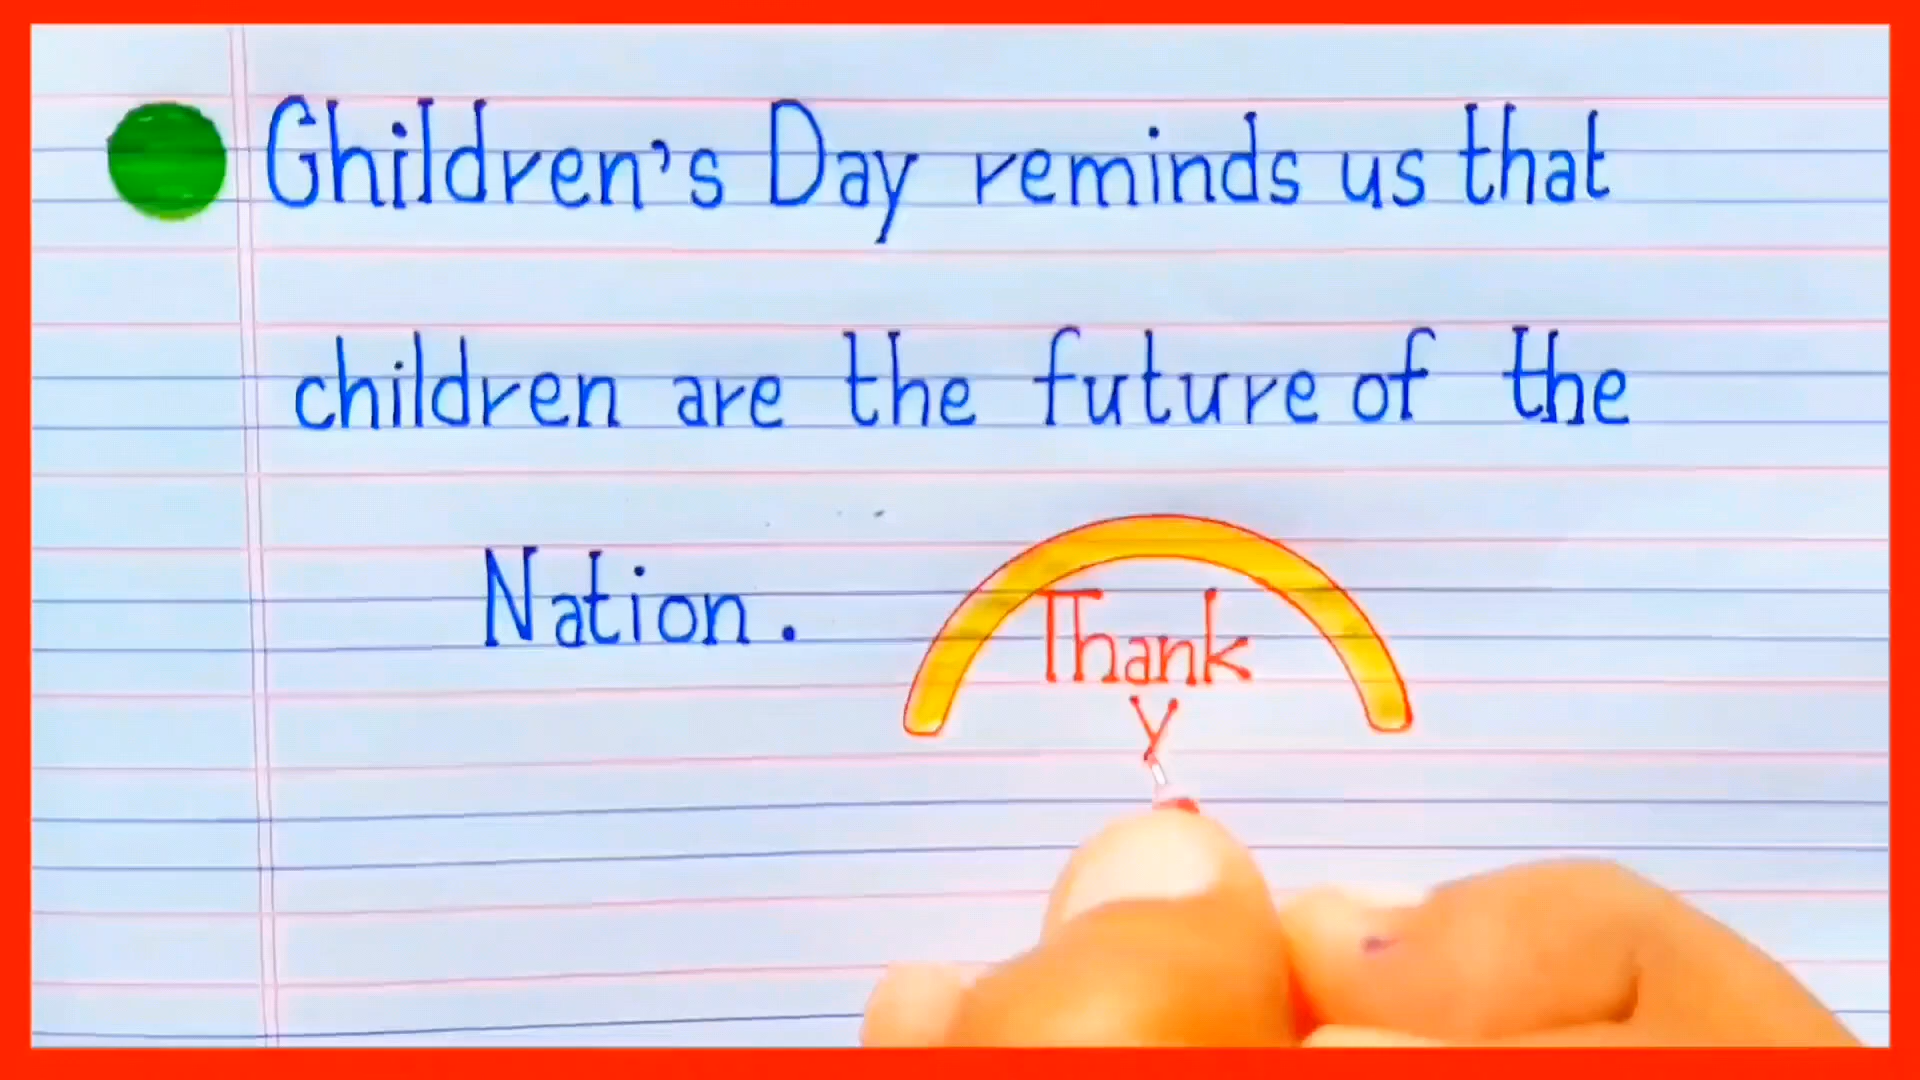 Children's Day reminds us that
children are the future of the
Nation.
Thank
Y